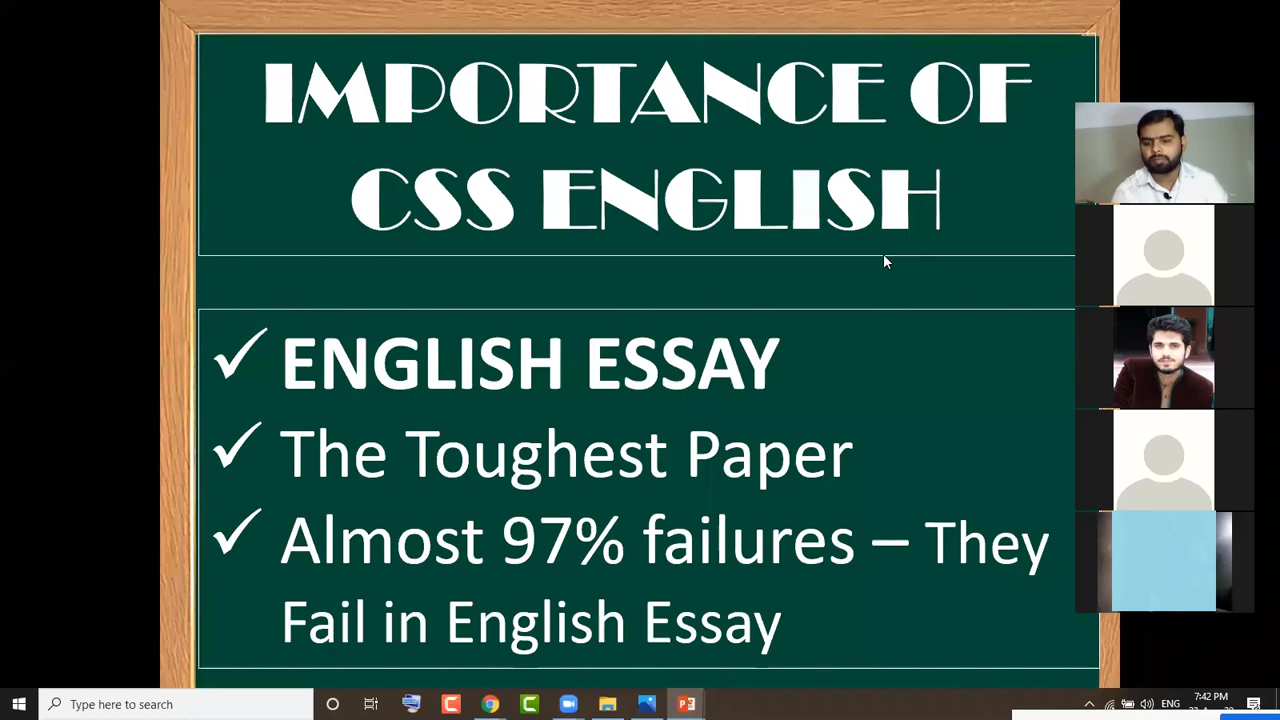 IMPORTANCE OF
CSS ENGLISH
✓ ENGLISH ESSAY
✓ The Toughest Paper
✓ Almost 97% failures – They
Fail in English Essay
Type here to search
ENG
7:42 PM